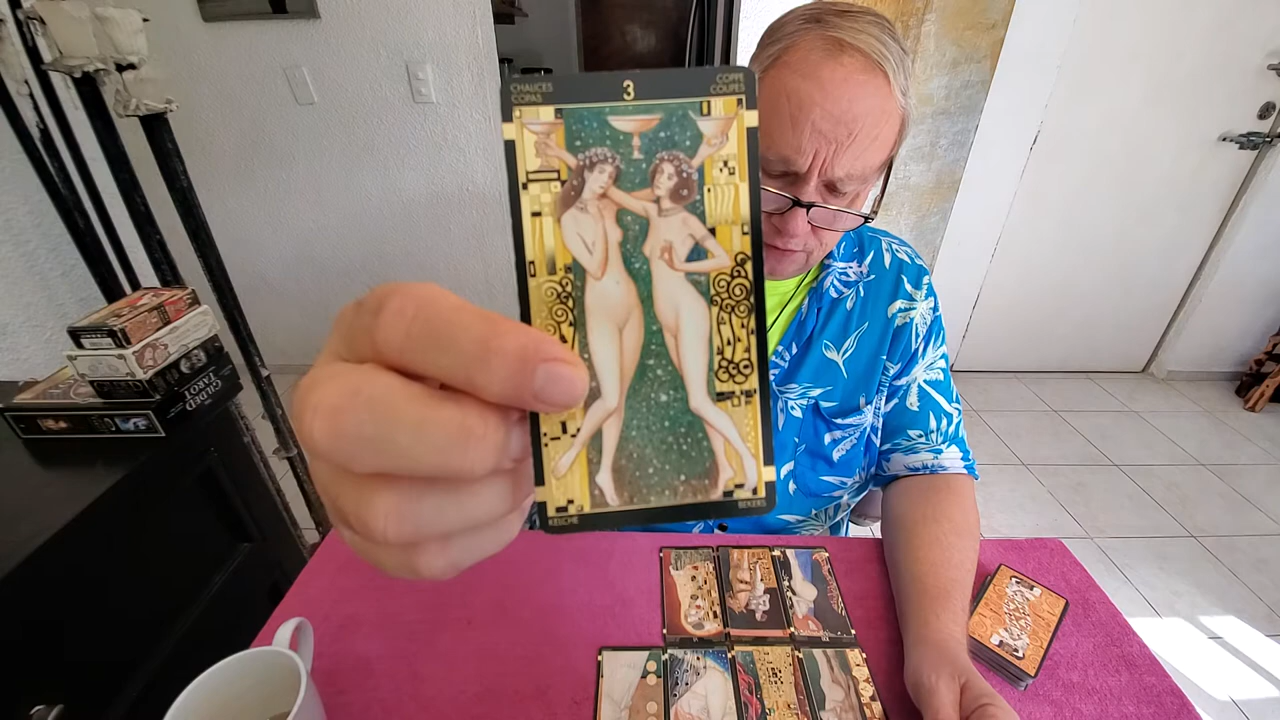 CHALICES
COPAS
3
COPPE
COUPES
KELCHE
BEKERS
GILDED
TAROT